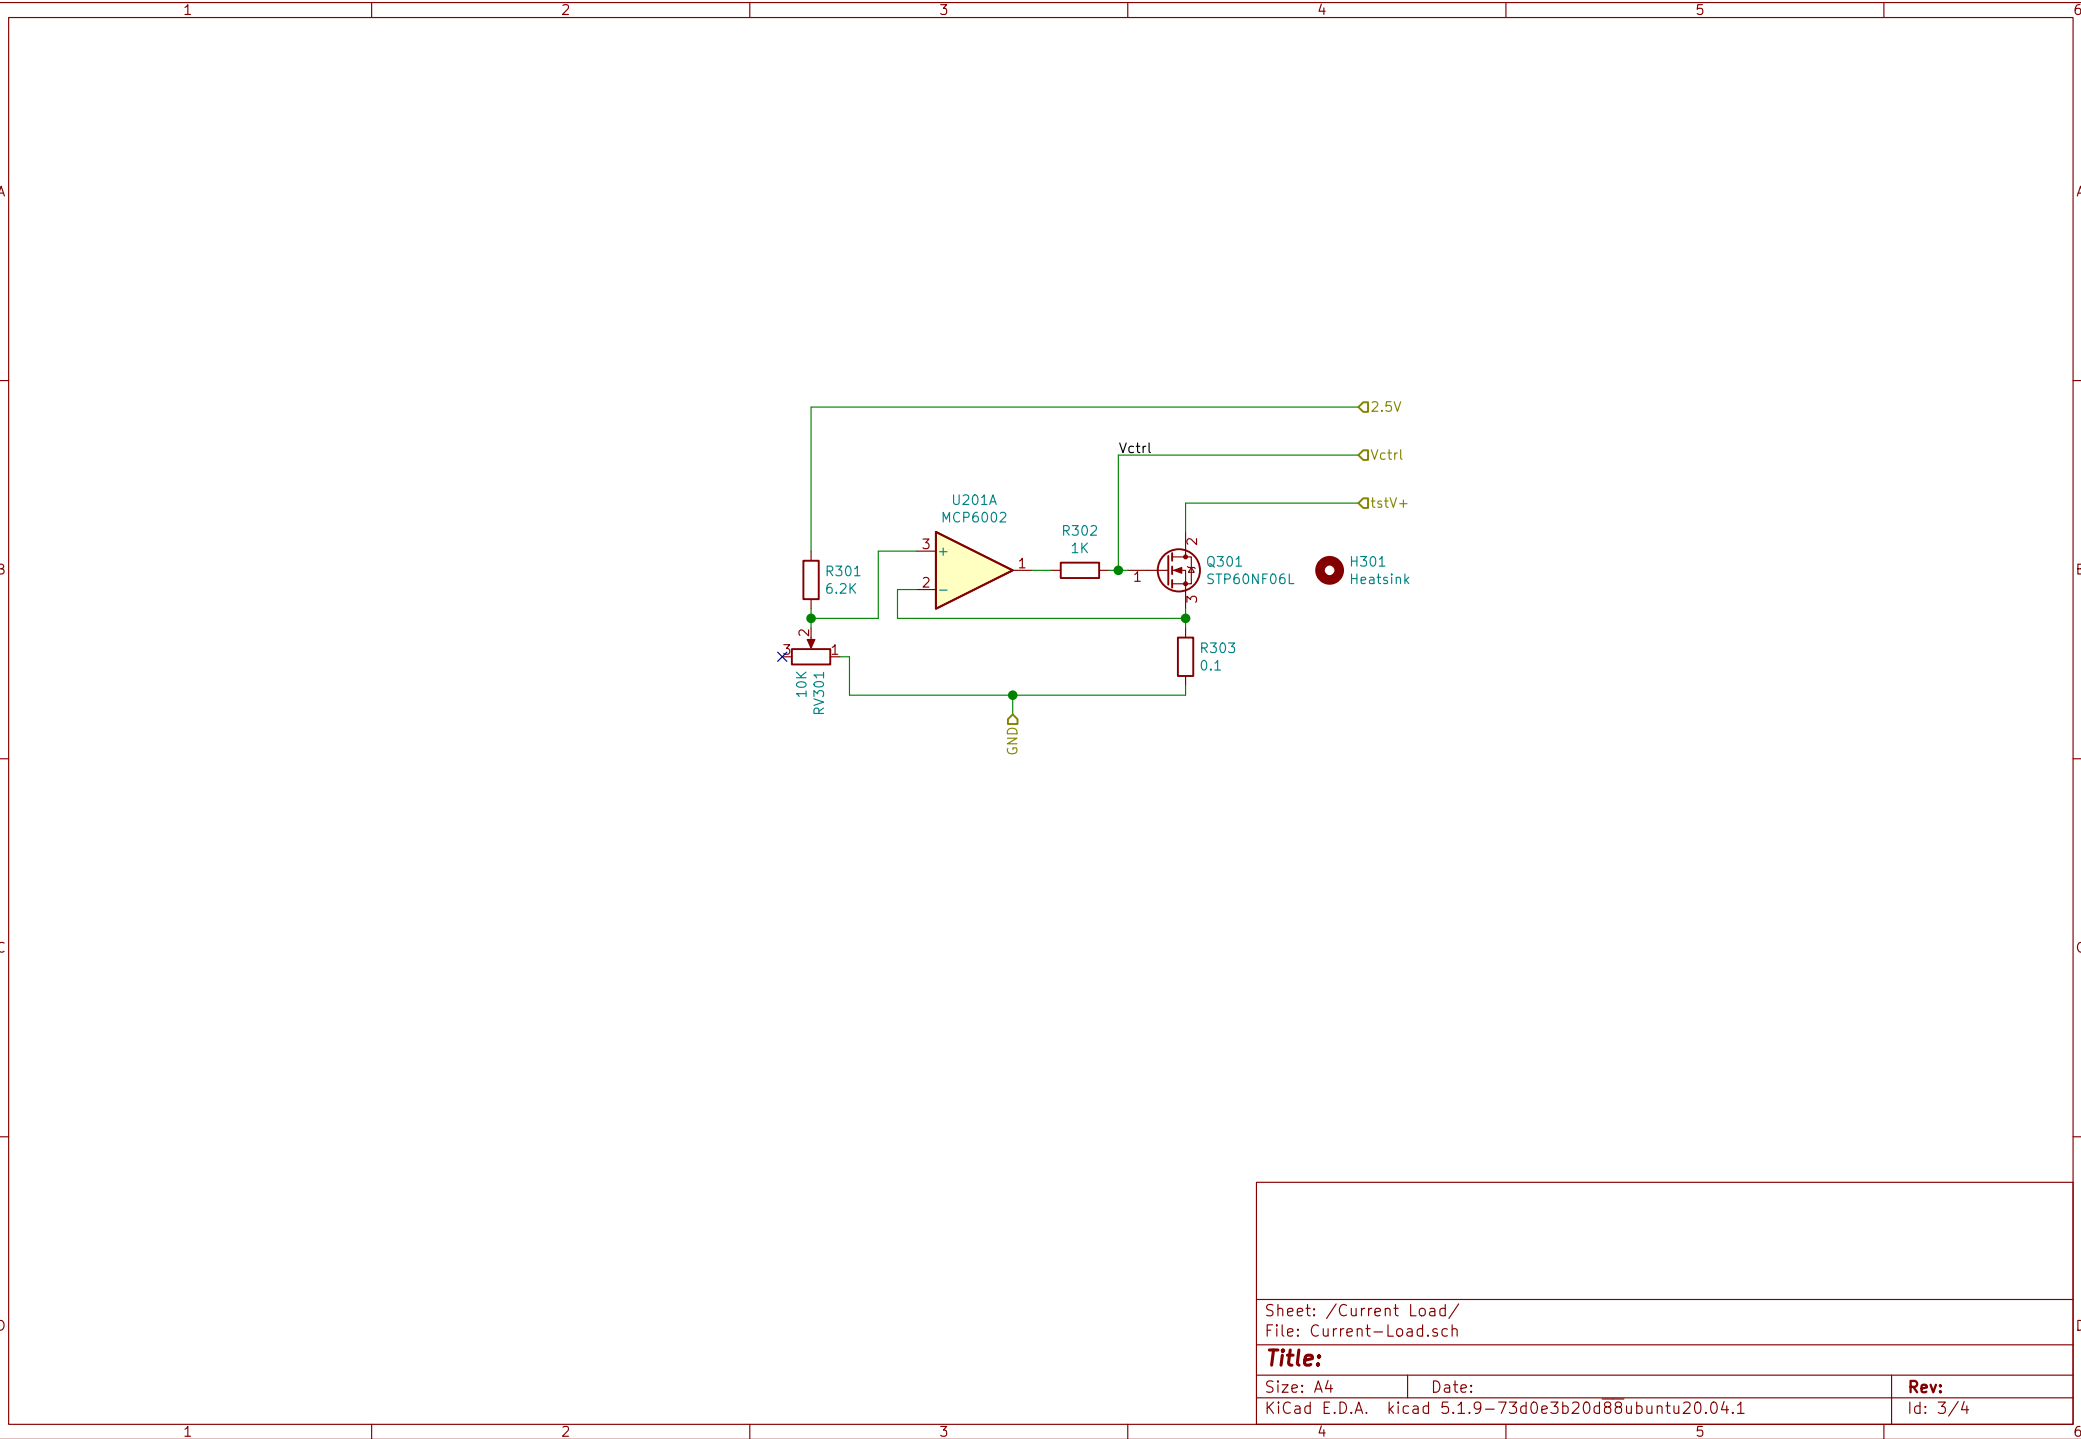 1 2 3 4 5 6
A A
2.5V
Vctrl
Vctrl
tstV+
U201A
MCP6002
R302
1K
3
+
1
2
−
1
2
3
Q301
STP60NF06L
H301
Heatsink
B B
R301
6.2K
2
3
1
10K
RV301
R303
0.1
GND
C C
D D
Sheet: /Current Load/
File: Current-Load.sch
Title:
Size: A4
Date:
Rev:
KiCad E.D.A. kicad 5.1.9-73d0e3b20d88ubuntu20.04.1
Id: 3/4
1 2 3 4 5 6